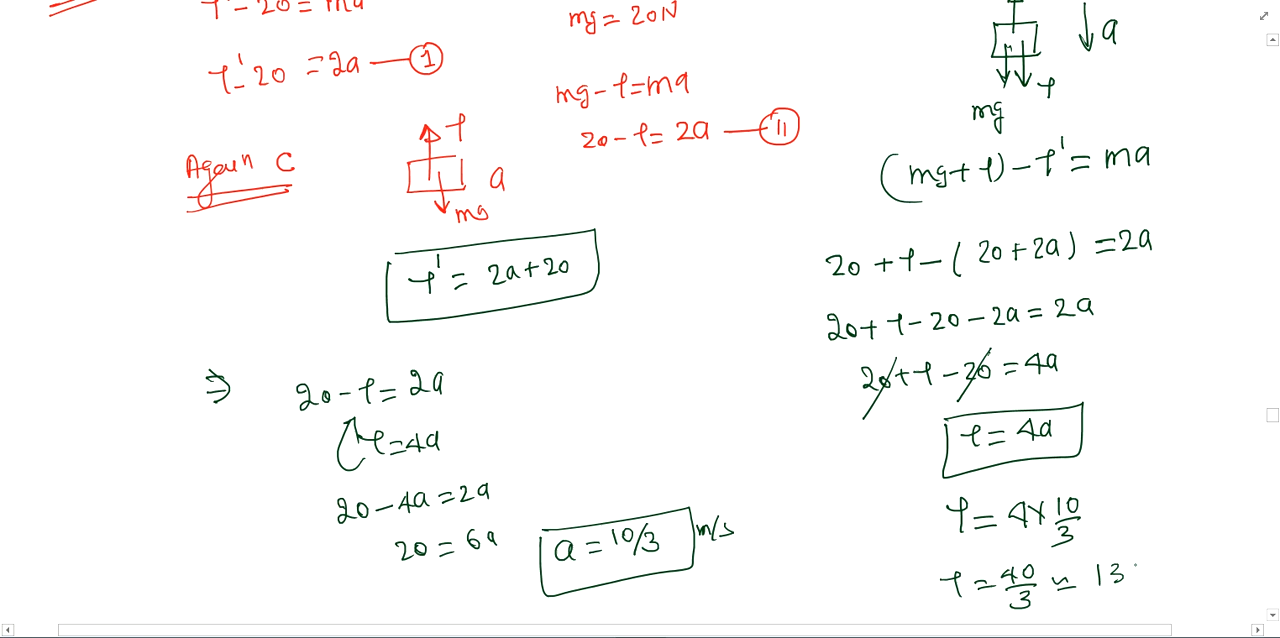 T' - 20 = ma
T' - 20 = 2a — ①
Again C
T
a
mg
mg = 20N
mg - T = ma
20 - T = 2a — ⑪
a
T
mg
(mg + T) - T' = ma
T' = 2a + 20
20 + T - ( 20 + 2a ) = 2a
20 + T - 20 - 2a = 2a
20 + T - 20 = 4a
T = 4a
T = 4 × 10/3
T = 40/3 ≈ 13.
⇒ 20 - T = 2a
T = 4a
20 - 4a = 2a
20 = 6a
a = 10/3 m/s